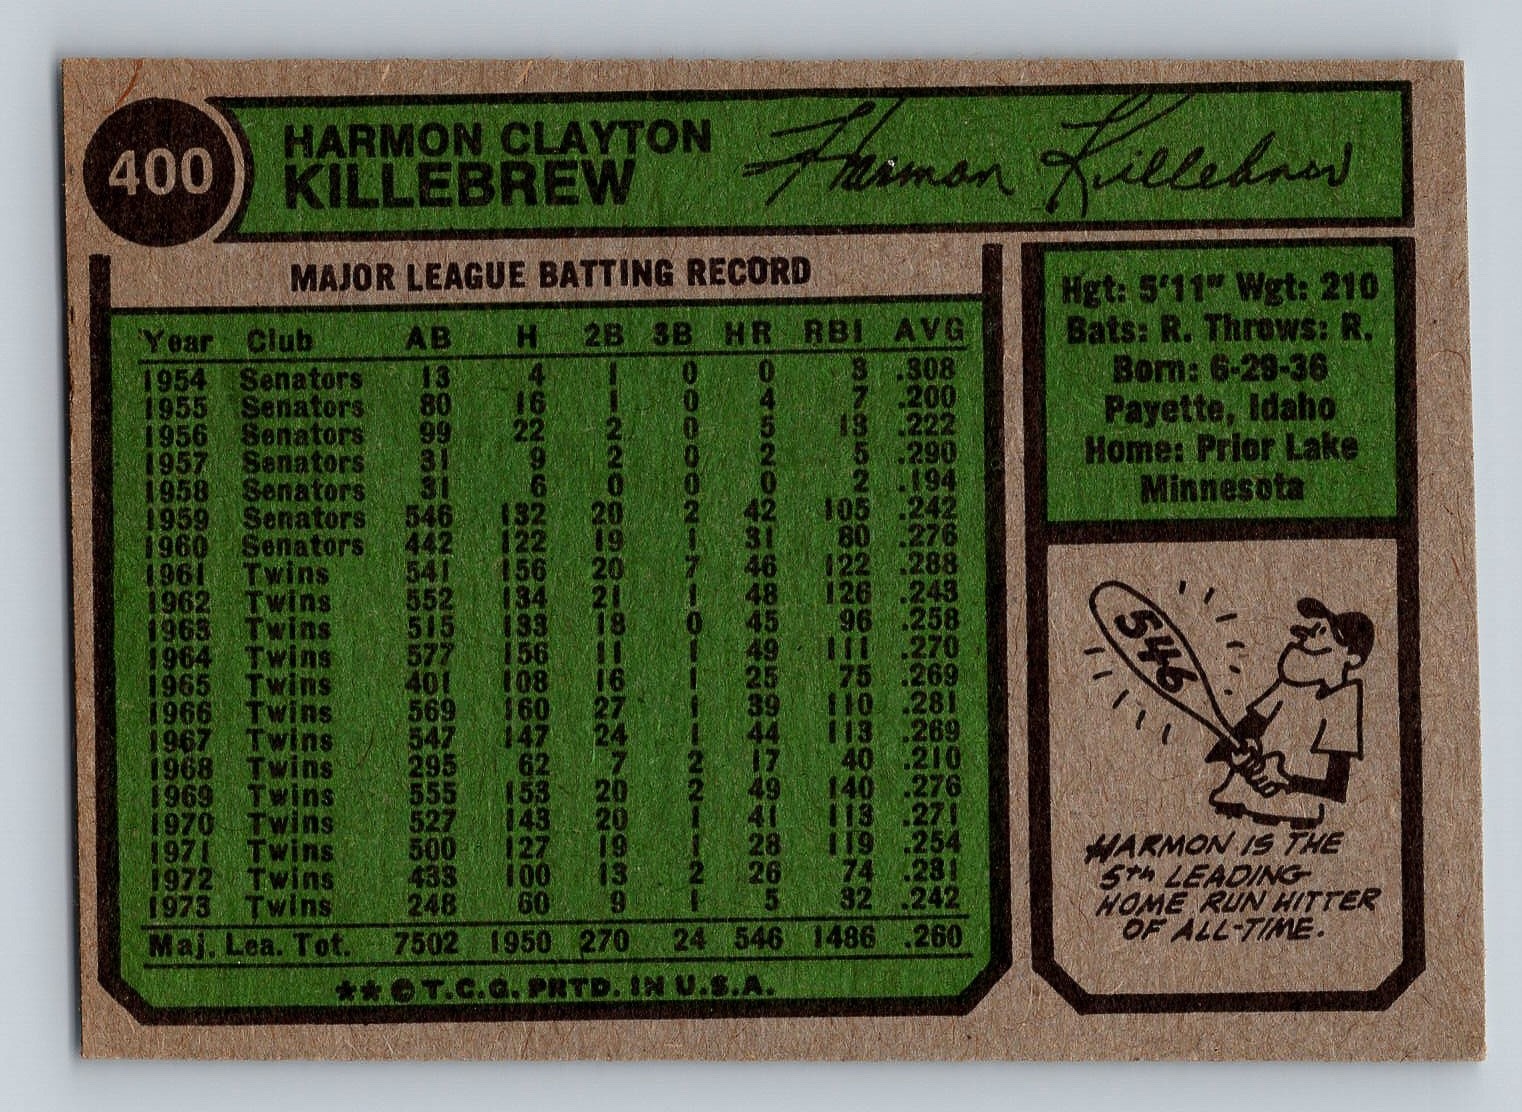 400
HARMON CLAYTON
KILLEBREW
Harmon Killebrew
MAJOR LEAGUE BATTING RECORD
Year Club AB H 2B 3B HR RBI AVG
1954 Senators 13 4 1 0 0 3 .308
1955 Senators 80 16 1 0 4 7 .200
1956 Senators 99 22 2 0 5 13 .222
1957 Senators 31 9 2 0 2 5 .290
1958 Senators 31 6 0 0 0 2 .194
1959 Senators 546 132 20 2 42 105 .242
1960 Senators 442 122 19 1 31 80 .276
1961 Twins 541 156 20 7 46 122 .288
1962 Twins 552 134 21 1 48 126 .243
1963 Twins 515 133 18 0 45 96 .258
1964 Twins 577 156 11 1 49 111 .270
1965 Twins 401 108 16 1 25 75 .269
1966 Twins 569 160 27 1 39 110 .281
1967 Twins 547 147 24 1 44 113 .269
1968 Twins 295 62 7 2 17 40 .210
1969 Twins 555 153 20 2 49 140 .276
1970 Twins 527 143 20 1 41 113 .271
1971 Twins 500 127 19 1 28 119 .254
1972 Twins 433 100 13 2 26 74 .231
1973 Twins 248 60 9 1 5 32 .242
Maj. Lea. Tot. 7502 1950 270 24 546 1486 .260
**© T.C.G. PRTD. IN U.S.A.
Hgt: 5'11" Wgt: 210
Bats: R. Throws: R.
Born: 6-29-36
Payette, Idaho
Home: Prior Lake
Minnesota
546
HARMON IS THE
5th LEADING
HOME RUN HITTER
OF ALL-TIME.